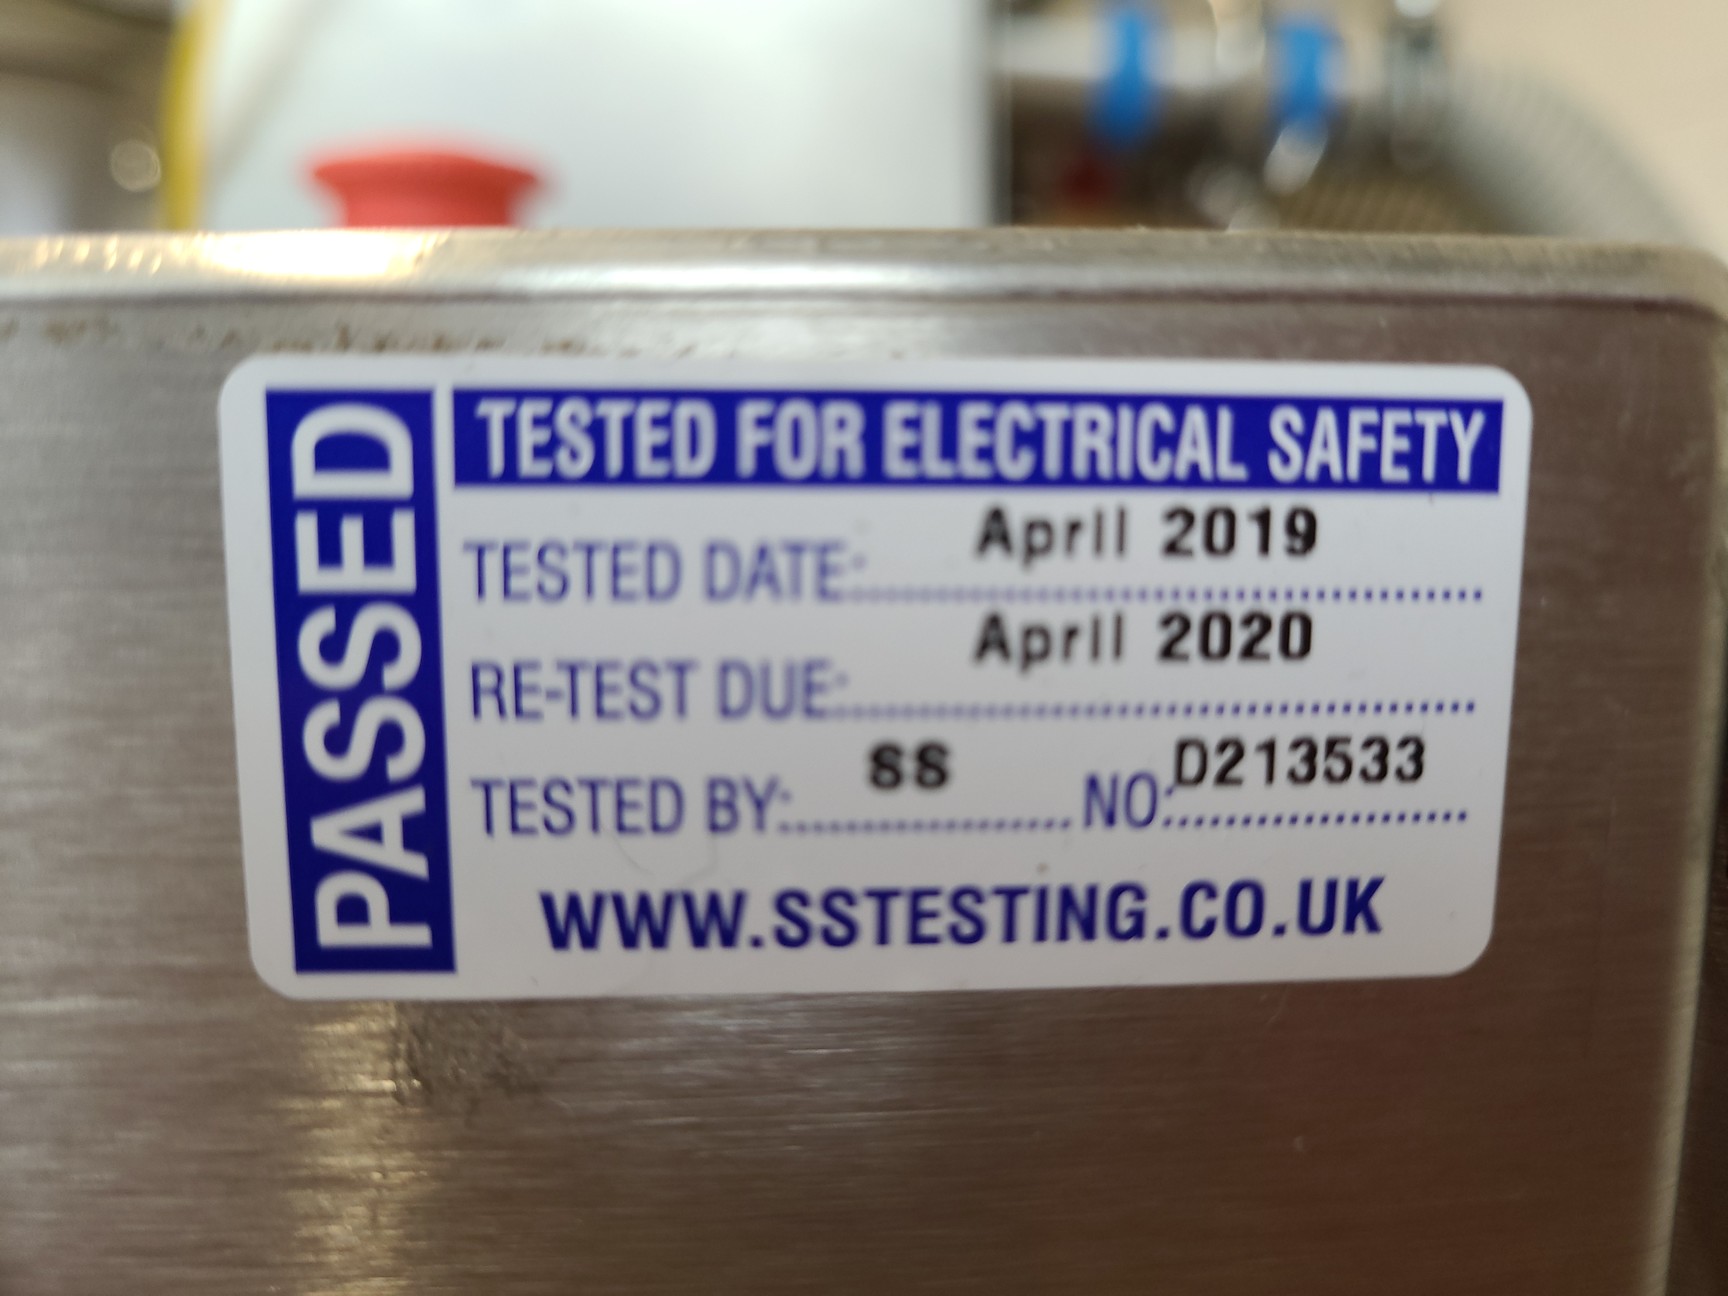 PASSED
TESTED FOR ELECTRICAL SAFETY
TESTED DATE: April 2019
RE-TEST DUE: April 2020
TESTED BY: SS NO: D213533
WWW.SSTESTING.CO.UK